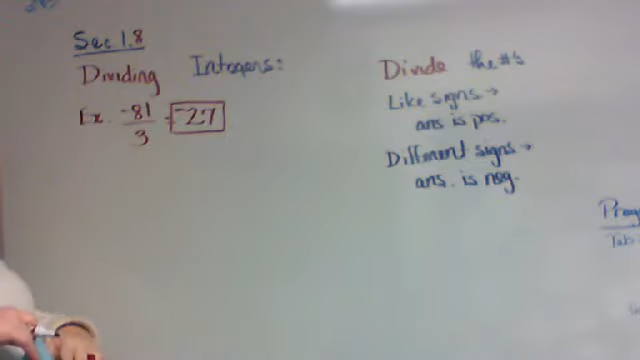 Sec 1.8
Dividing Integers:
Ex. -81/3 = -27
Divide the #s
Like signs →
ans is pos.
Different signs →
ans. is neg.